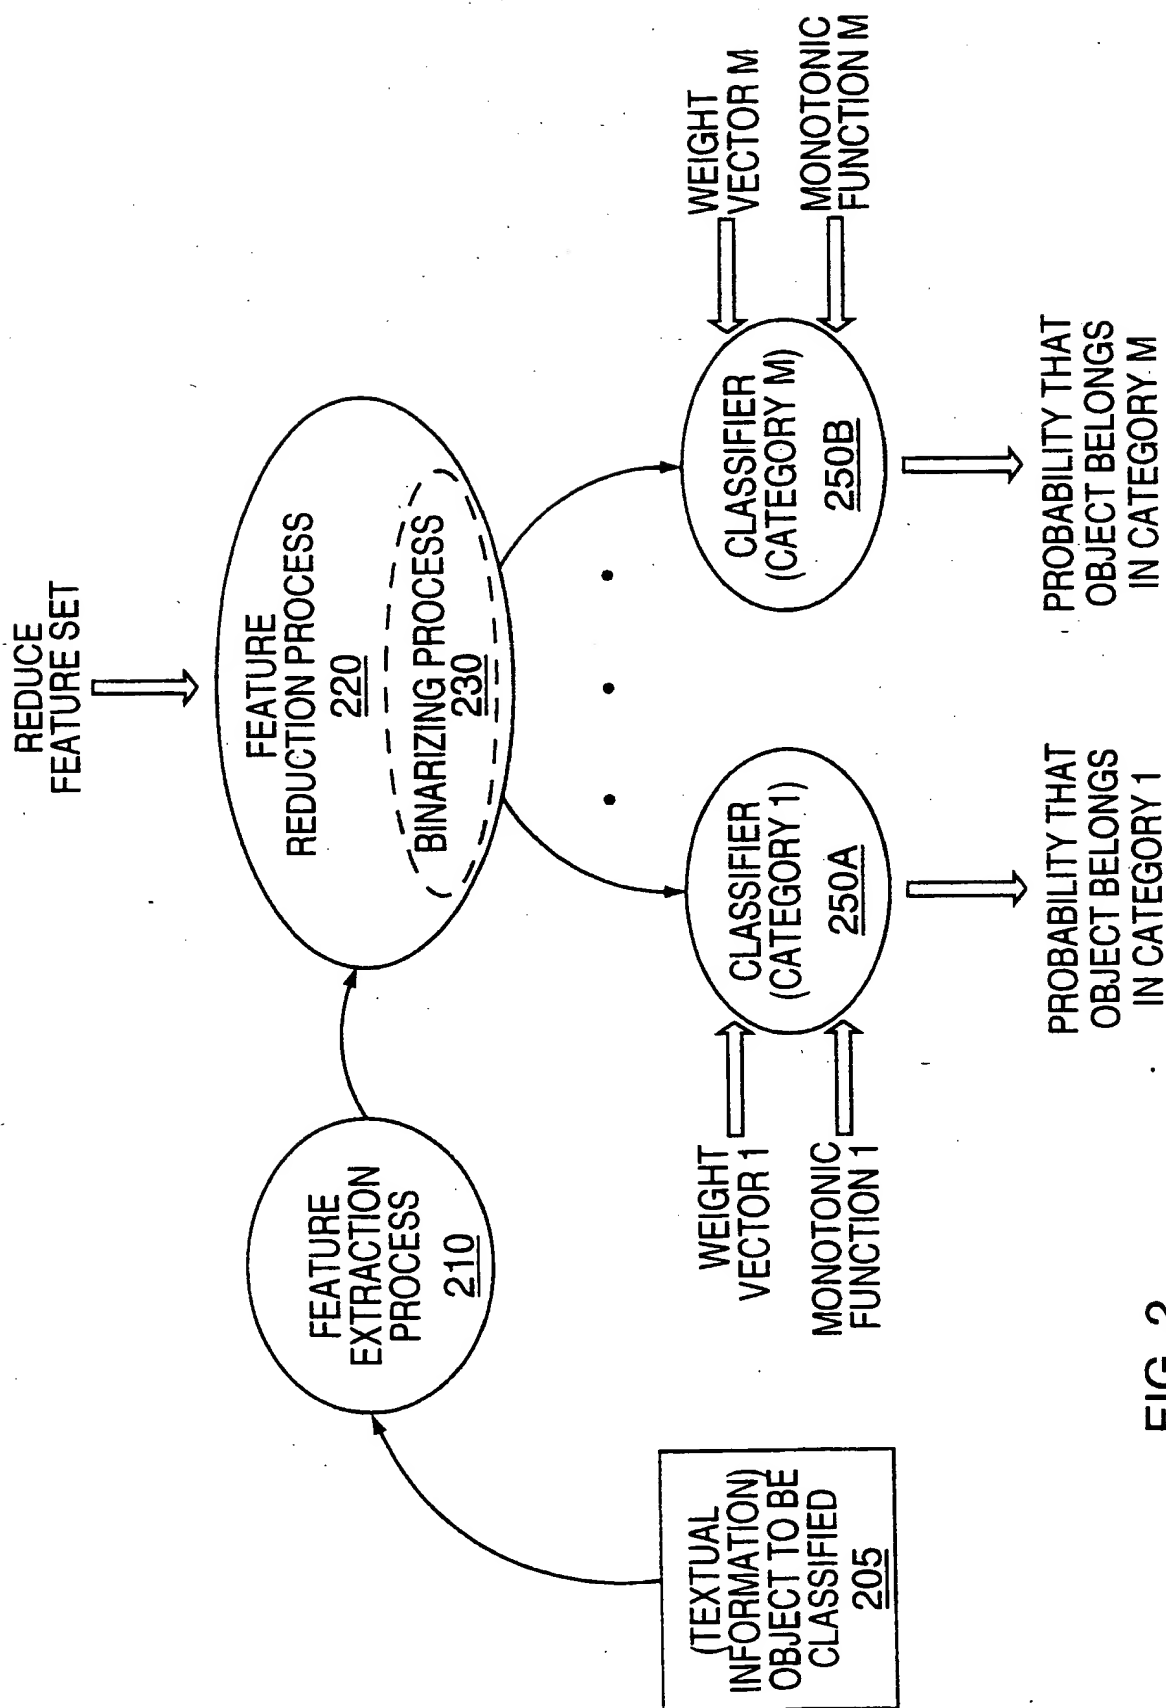 REDUCE
FEATURE SET
FEATURE
REDUCTION PROCESS
220
BINARIZING PROCESS
230
FEATURE
EXTRACTION
PROCESS
210
(TEXTUAL
INFORMATION)
OBJECT TO BE
CLASSIFIED
205
WEIGHT
VECTOR 1
MONOTONIC
FUNCTION 1
CLASSIFIER
(CATEGORY 1)
250A
PROBABILITY THAT
OBJECT BELONGS
IN CATEGORY 1
CLASSIFIER
(CATEGORY M)
250B
WEIGHT
VECTOR M
MONOTONIC
FUNCTION M
PROBABILITY THAT
OBJECT BELONGS
IN CATEGORY M
FIG. 2